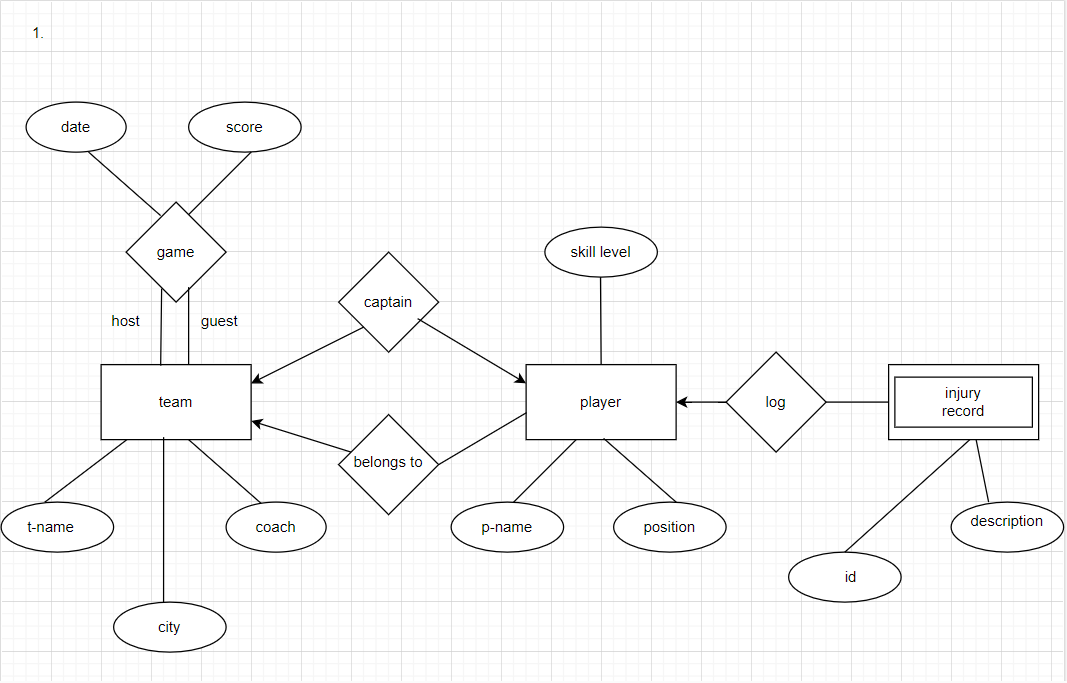 1.
date
score
game
skill level
captain
host
guest
team
player
log
injury
record
belongs to
t-name
coach
p-name
position
description
id
city